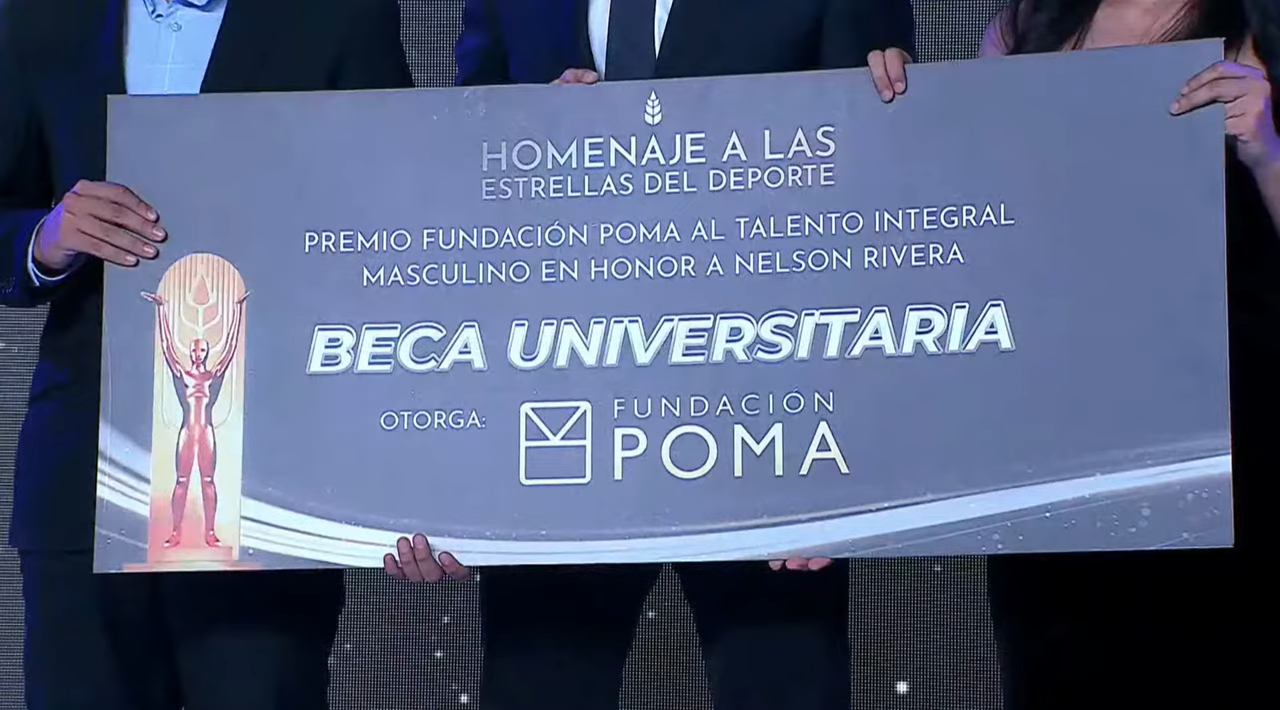 HOMENAJE A LAS
ESTRELLAS DEL DEPORTE
PREMIO FUNDACIÓN POMA AL TALENTO INTEGRAL
MASCULINO EN HONOR A NELSON RIVERA
BECA UNIVERSITARIA
OTORGA:
FUNDACIÓN
POMA